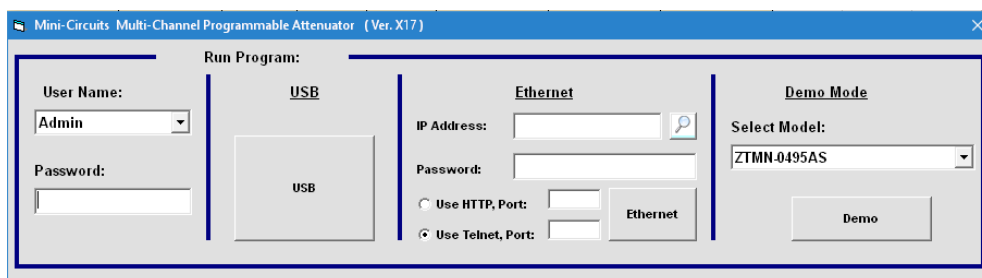 Mini-Circuits Multi-Channel Programmable Attenuator ( Ver. X17 )
Run Program:
User Name:
Admin
Password:
USB
USB
Ethernet
IP Address:
Password:
Use HTTP, Port:
Use Telnet, Port:
Ethernet
Demo Mode
Select Model:
ZTMN-0495AS
Demo